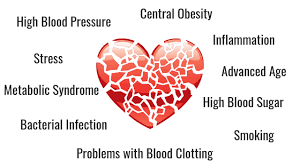 Central Obesity
High Blood Pressure
Inflammation
Stress
Advanced Age
Metabolic Syndrome
High Blood Sugar
Bacterial Infection
Smoking
Problems with Blood Clotting